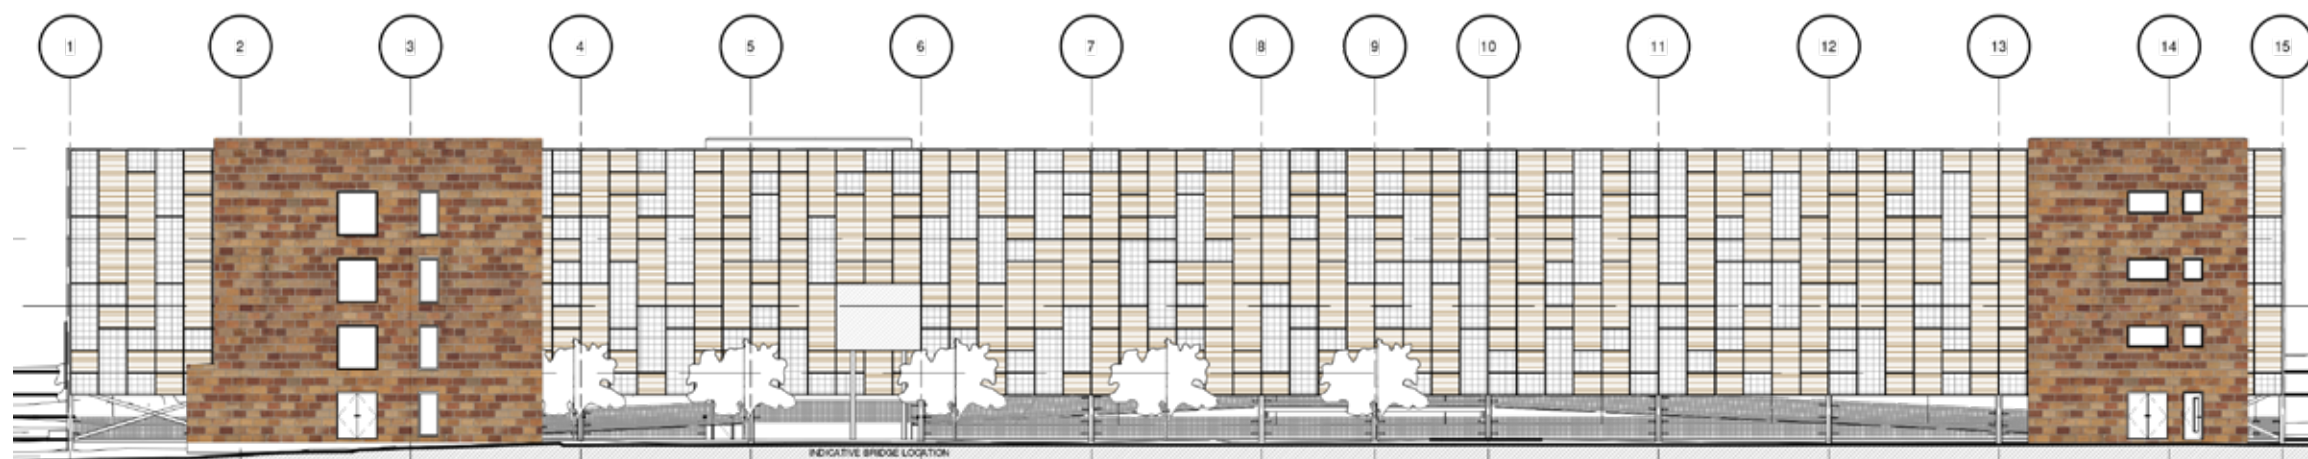 1 2 3 4 5 6 7 8 9 10 11 12 13 14 15
INDICATIVE BRIDGE LOCATION